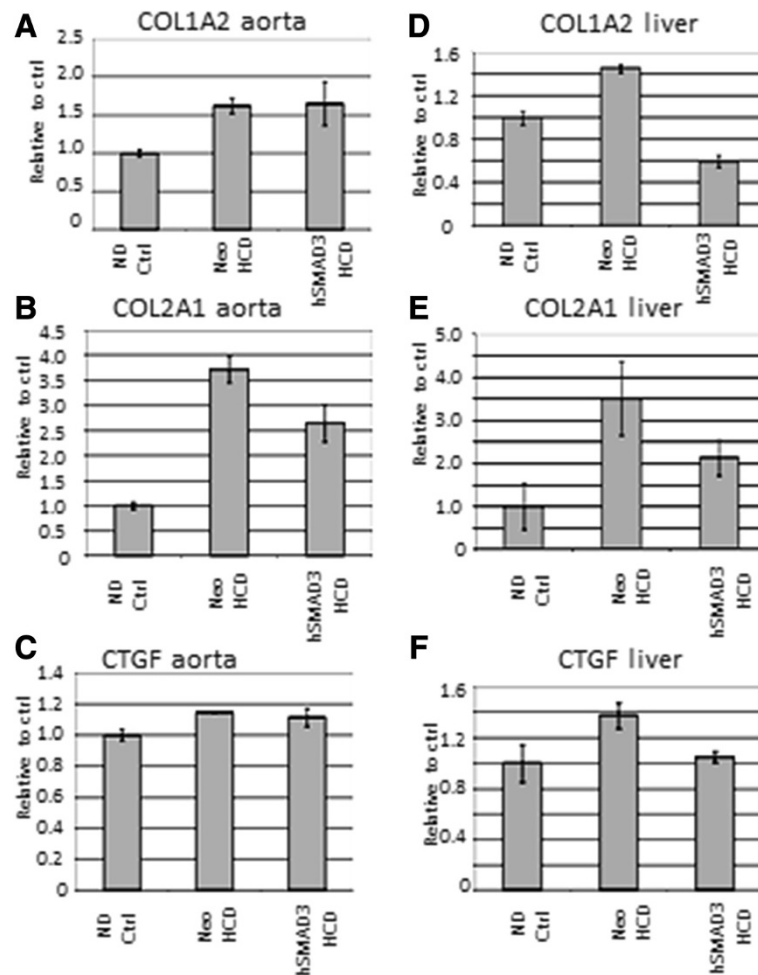 A
COL1A2 aorta
Relative to ctrl
2.5
2.0
1.5
1.0
0.5
0
ND
Ctrl
Neo
HCD
hSMAD3
HCD
B
COL2A1 aorta
Relative to ctrl
4.5
4.0
3.5
3.0
2.5
2.0
1.5
1.0
0.5
0
ND
Ctrl
Neo
HCD
hSMAD3
HCD
C
CTGF aorta
Relative to ctrl
1.4
1.2
1.0
0.8
0.6
0.4
0.2
0
ND
Ctrl
Neo
HCD
hSMAD3
HCD
D
COL1A2 liver
Relative to ctrl
1.6
1.2
0.8
0.4
0
ND
Ctrl
Neo
HCD
hSMAD3
HCD
E
COL2A1 liver
Relative to ctrl
5.0
4.0
3.0
2.0
1.0
0
ND
Ctrl
Neo
HCD
hSMAD3
HCD
F
CTGF liver
Relative to ctrl
1.6
1.2
0.8
0.4
0
ND
Ctrl
Neo
HCD
hSMAD3
HCD